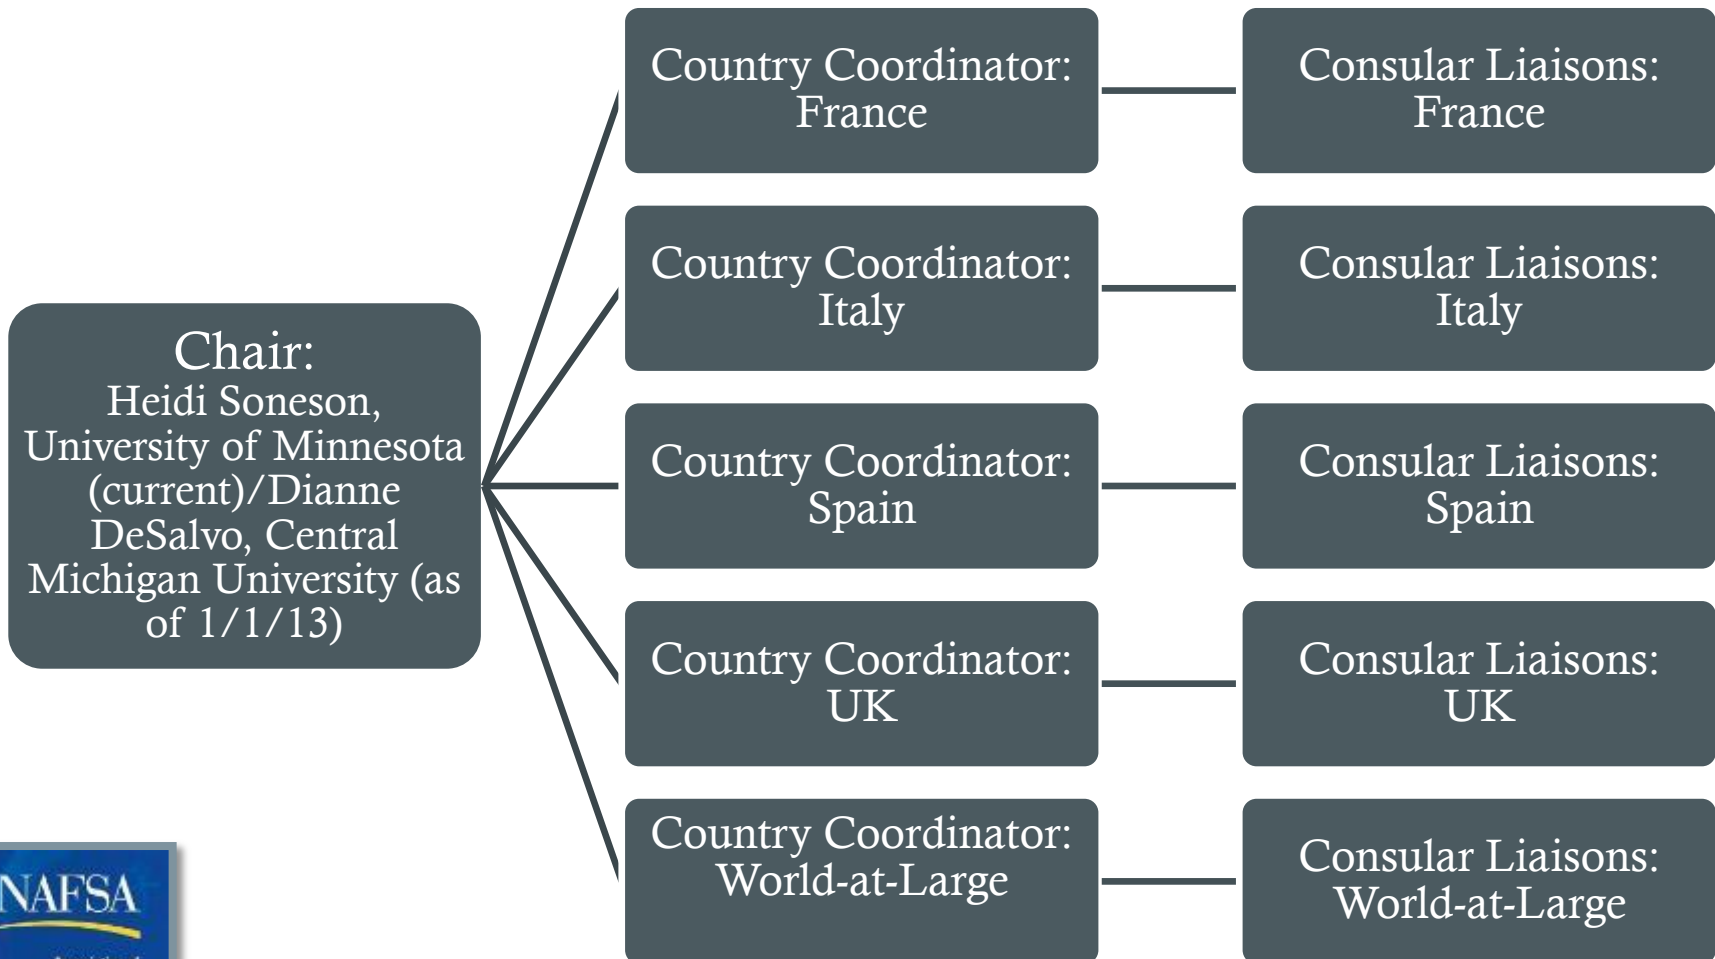 Chair:
Heidi Soneson,
University of Minnesota
(current)/Dianne
DeSalvo, Central
Michigan University (as
of 1/1/13)
Country Coordinator:
France
Consular Liaisons:
France
Country Coordinator:
Italy
Consular Liaisons:
Italy
Country Coordinator:
Spain
Consular Liaisons:
Spain
Country Coordinator:
UK
Consular Liaisons:
UK
Country Coordinator:
World-at-Large
Consular Liaisons:
World-at-Large
NAFSA